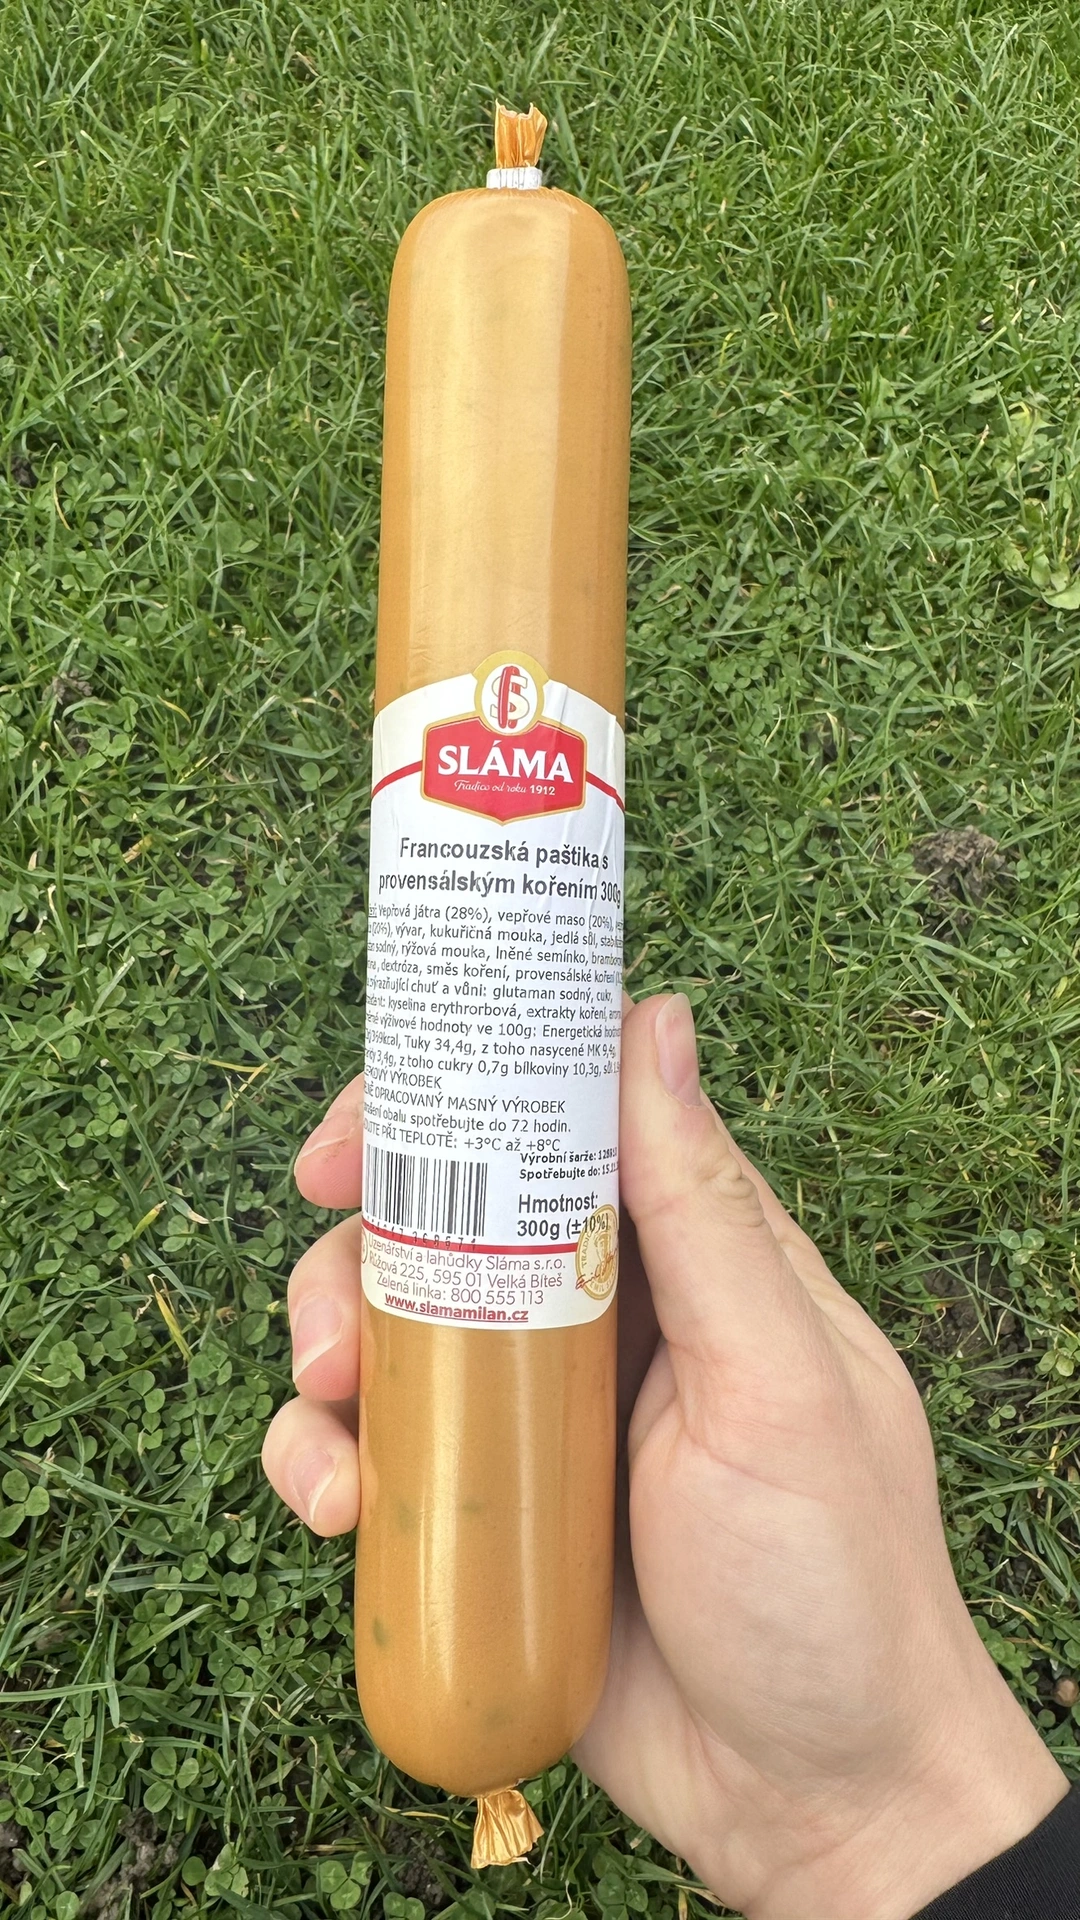 SLÁMA
Tradice od roku 1912
Francouzská paštika s
provensálským kořením 300g
Vepřová játra (28%), vepřové maso (20%),
(20%), vývar, kukuřičná mouka, jedlá sůl,
sodný, rýžová mouka, lněné semínko,
dextróza, směs koření, provensálské koření
chuť a vůni: glutaman sodný, cukr,
kyselina erythrorbová, extrakty koření,
výživové hodnoty ve 100g: Energetická
Tuky 34,4g, z toho nasycené MK
3,4g, z toho cukry 0,7g bílkoviny 10,3g, sůl
VÝROBEK
OPRACOVANÝ MASNÝ VÝROBEK
obalu spotřebujte do 72 hodin.
PŘI TEPLOTĚ: +3°C až +8°C
Výrobní šarže:
Spotřebujte do:
Hmotnost:
300g (±10%)
Uzenářství a lahůdky Sláma s.r.o.
Růžová 225, 595 01 Velká Bíteš
Zelená linka: 800 555 113
www.slamamilan.cz